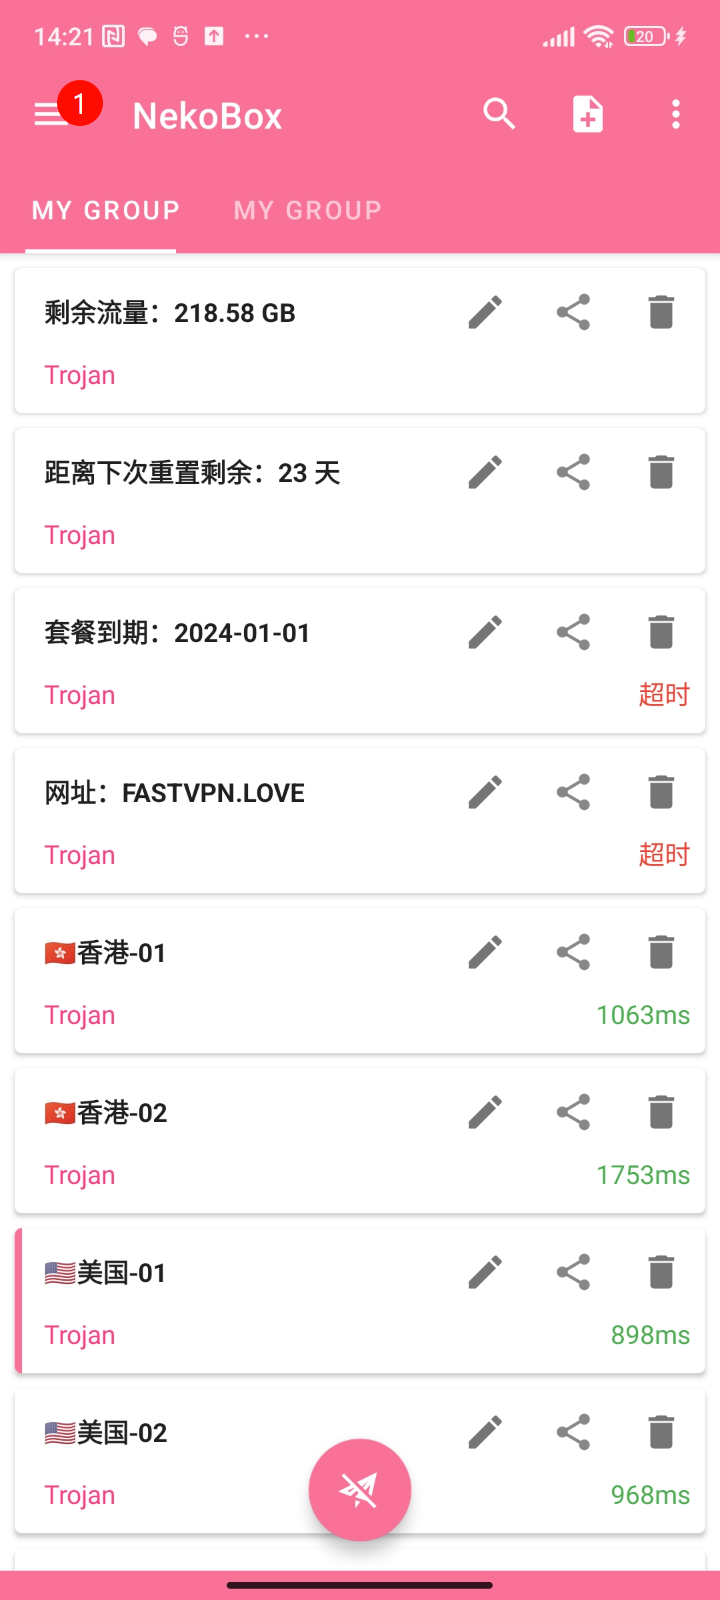 14:21
20
1
NekoBox
MY GROUP MY GROUP
剩余流量：218.58 GB
Trojan
距离下次重置剩余：23 天
Trojan
套餐到期：2024-01-01
Trojan 超时
网址：FASTVPN.LOVE
Trojan 超时
🇭🇰香港-01
Trojan 1063ms
🇭🇰香港-02
Trojan 1753ms
🇺🇸美国-01
Trojan 898ms
🇺🇸美国-02
Trojan 968ms